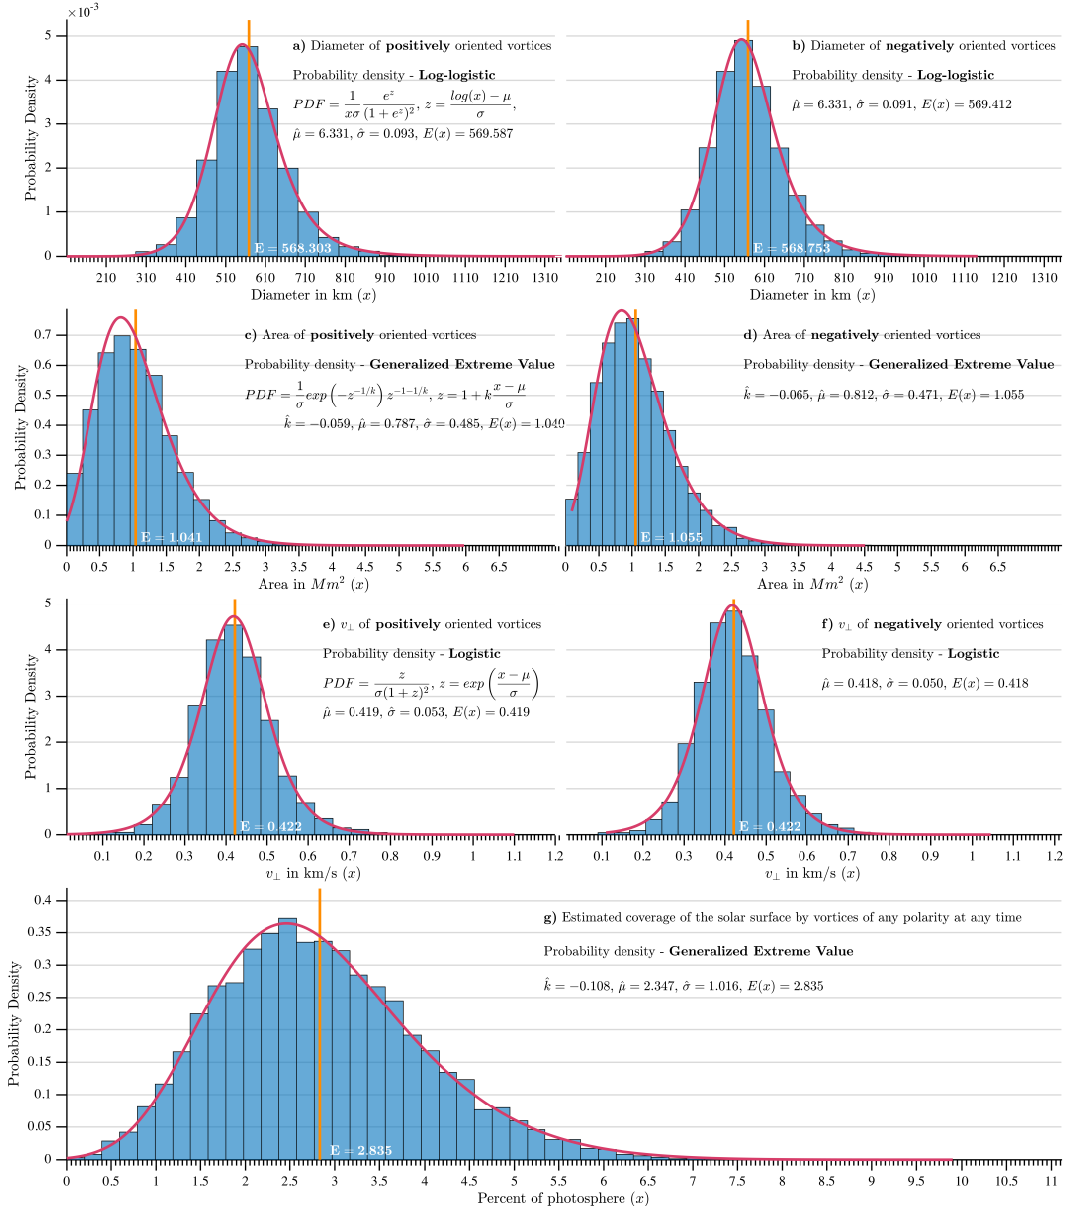 ×10⁻³
a) Diameter of positively oriented vortices
Probability density - Log-logistic
PDF = \frac{1}{xσ} \frac{e^z}{(1 + e^z)^2}, z = \frac{log(x) − μ}{σ},
μ̂ = 6.331, σ̂ = 0.093, E(x) = 569.587
E = 568.303
5
4
3
2
1
0
Probability Density
210 310 410 510 610 710 810 910 1010 1110 1210 1310
Diameter in km (x)
b) Diameter of negatively oriented vortices
Probability density - Log-logistic
μ̂ = 6.331, σ̂ = 0.091, E(x) = 569.412
E = 568.753
210 310 410 510 610 710 810 910 1010 1110 1210 1310
Diameter in km (x)
c) Area of positively oriented vortices
Probability density - Generalized Extreme Value
PDF = \frac{1}{σ} exp(−z^{−1/k}) z^{−1−1/k}, z = 1 + k\frac{x − μ}{σ}
k̂ = −0.059, μ̂ = 0.787, σ̂ = 0.485, E(x) = 1.040
E = 1.041
0.7
0.6
0.5
0.4
0.3
0.2
0.1
0
Probability Density
0 0.5 1 1.5 2 2.5 3 3.5 4 4.5 5 5.5 6 6.5
Area in Mm² (x)
d) Area of negatively oriented vortices
Probability density - Generalized Extreme Value
k̂ = −0.065, μ̂ = 0.812, σ̂ = 0.471, E(x) = 1.055
E = 1.055
0 0.5 1 1.5 2 2.5 3 3.5 4 4.5 5 5.5 6 6.5
Area in Mm² (x)
e) v⊥ of positively oriented vortices
Probability density - Logistic
PDF = \frac{z}{σ(1 + z)^2}, z = exp(\frac{x − μ}{σ})
μ̂ = 0.419, σ̂ = 0.053, E(x) = 0.419
E = 0.422
5
4
3
2
1
0
Probability Density
0.1 0.2 0.3 0.4 0.5 0.6 0.7 0.8 0.9 1 1.1 1.2
v⊥ in km/s (x)
f) v⊥ of negatively oriented vortices
Probability density - Logistic
μ̂ = 0.418, σ̂ = 0.050, E(x) = 0.418
E = 0.422
0.1 0.2 0.3 0.4 0.5 0.6 0.7 0.8 0.9 1 1.1 1.2
v⊥ in km/s (x)
g) Estimated coverage of the solar surface by vortices of any polarity at any time
Probability density - Generalized Extreme Value
k̂ = −0.108, μ̂ = 2.347, σ̂ = 1.016, E(x) = 2.835
E = 2.835
0.4
0.35
0.3
0.25
0.2
0.15
0.1
0.05
0
Probability Density
0 0.5 1 1.5 2 2.5 3 3.5 4 4.5 5 5.5 6 6.5 7 7.5 8 8.5 9 9.5 10 10.5 11
Percent of photosphere (x)